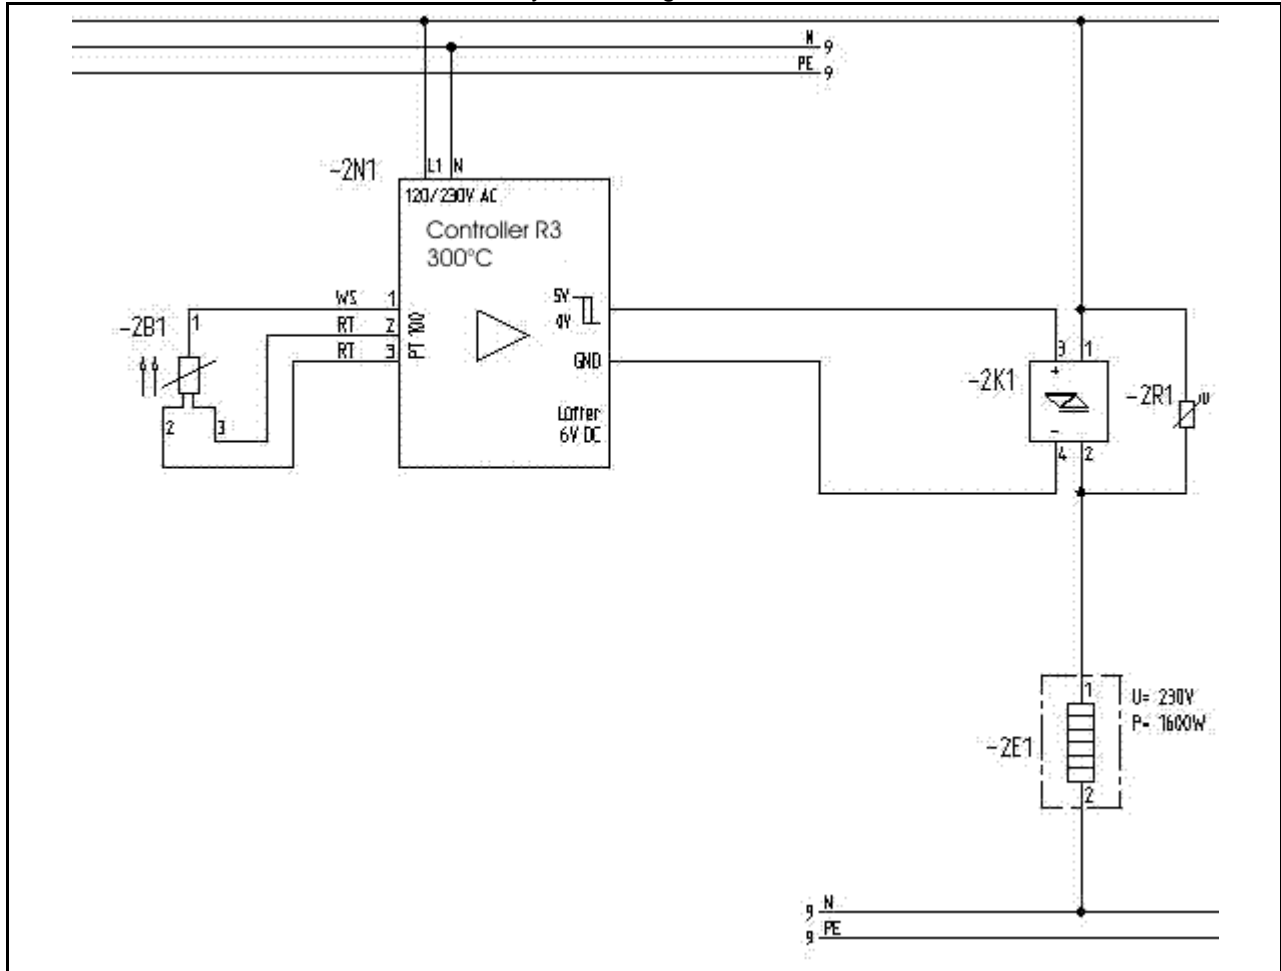 N 9
PE 9
-2N1
L1 N
120/230V AC
Controller R3
300°C
WS 1
RT 2
RT 3
PT 100
5V
0V
GND
Lüfter
6V DC
-2B1
1
2
3
-2K1
3 1
+
-
4 2
-2R1
U
-2E1
1
2
U= 230V
P= 1600W
9 N
9 PE